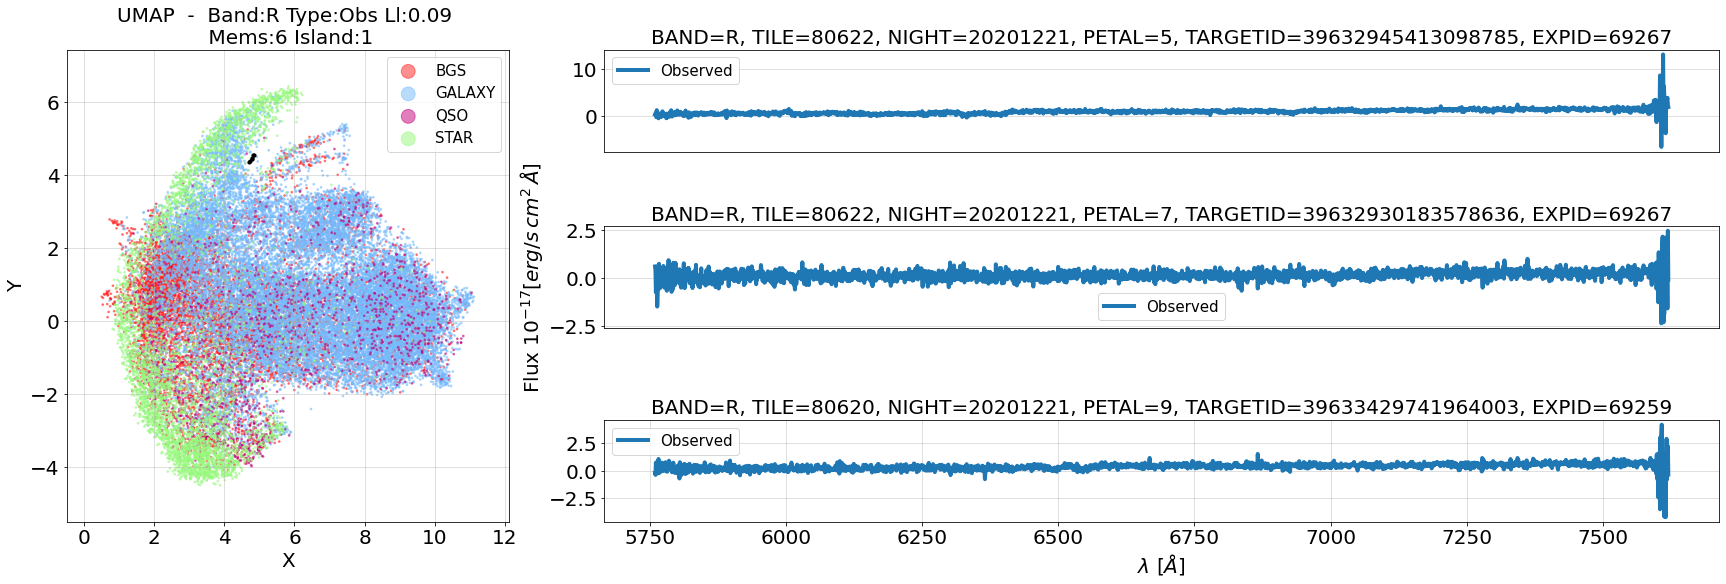 UMAP - Band:R Type:Obs Ll:0.09
Mems:6 Island:1
BGS
GALAXY
QSO
STAR
6
4
2
0
−2
−4
Y
0 2 4 6 8 10 12
X
BAND=R, TILE=80622, NIGHT=20201221, PETAL=5, TARGETID=39632945413098785, EXPID=69267
Observed
10
0
BAND=R, TILE=80622, NIGHT=20201221, PETAL=7, TARGETID=39632930183578636, EXPID=69267
Observed
2.5
0.0
−2.5
Flux 10⁻¹⁷[erg/s cm² Å]
BAND=R, TILE=80620, NIGHT=20201221, PETAL=9, TARGETID=39633429741964003, EXPID=69259
Observed
2.5
0.0
−2.5
5750 6000 6250 6500 6750 7000 7250 7500
λ [Å]